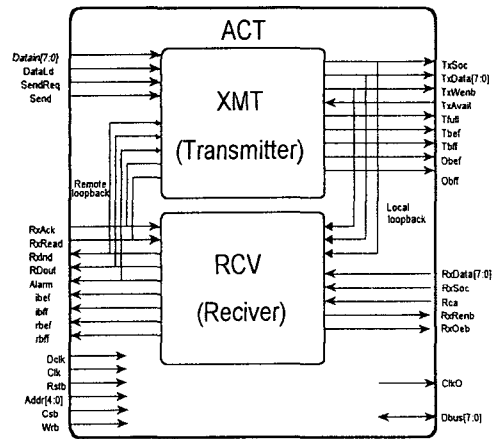 ACT
Datain[7:0]
DataLd
SendReq
Send
XMT
(Transmitter)
TxSoc
TxData[7:0]
TxWenb
TxAvail
Tfull
Tbef
Tbff
Obef
Obff
Remote
loopback
Local
loopback
RxAck
RxRead
RxInd
RDout
Alarm
ibef
ibff
rbef
rbff
RCV
(Reciver)
RxData[7:0]
RxSoc
Rca
RxRenb
RxOeb
Dclk
Clk
Rstb
Addr[4:0]
Csb
Wrb
ClkO
Dbus[7:0]